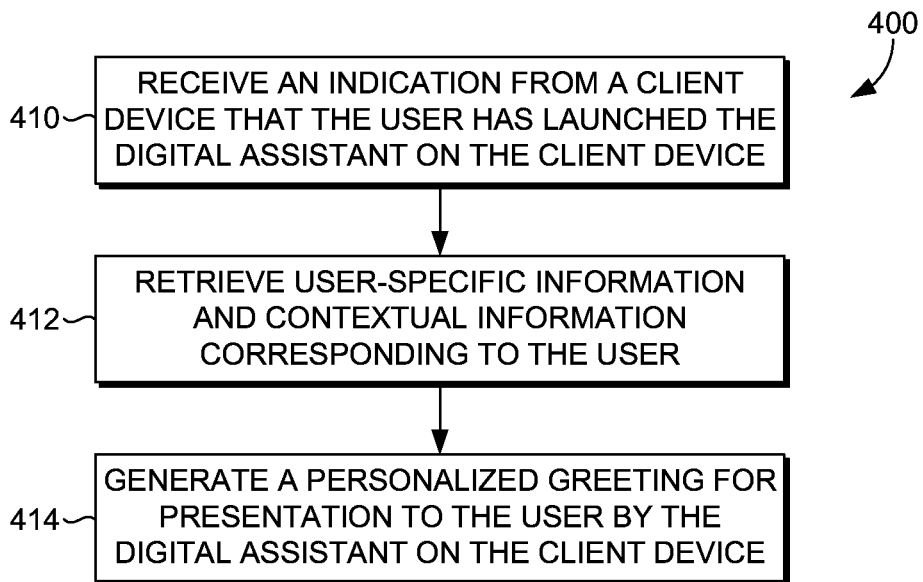 400
410
RECEIVE AN INDICATION FROM A CLIENT
DEVICE THAT THE USER HAS LAUNCHED THE
DIGITAL ASSISTANT ON THE CLIENT DEVICE
412
RETRIEVE USER-SPECIFIC INFORMATION
AND CONTEXTUAL INFORMATION
CORRESPONDING TO THE USER
414
GENERATE A PERSONALIZED GREETING FOR
PRESENTATION TO THE USER BY THE
DIGITAL ASSISTANT ON THE CLIENT DEVICE